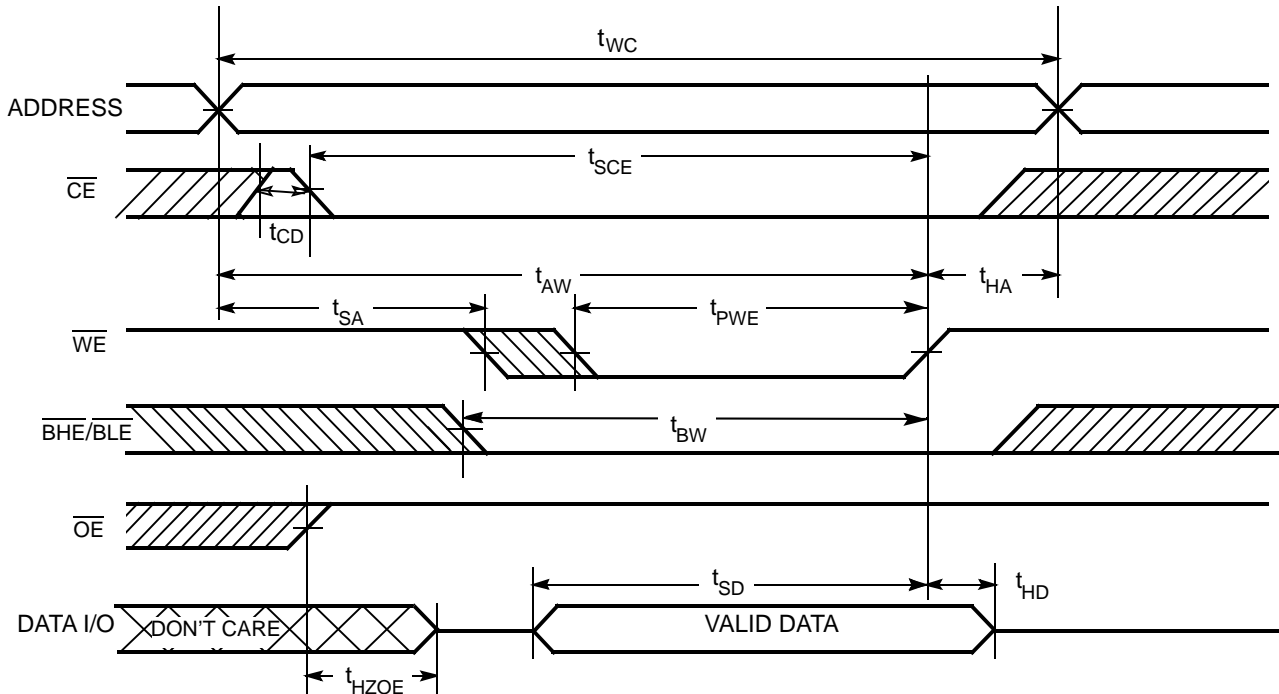 tWC
ADDRESS
tSCE
CE
tCD
tAW
tHA
tSA
tPWE
WE
BHE/BLE
tBW
OE
tSD
tHD
DATA I/O
DON'T CARE
VALID DATA
tHZOE